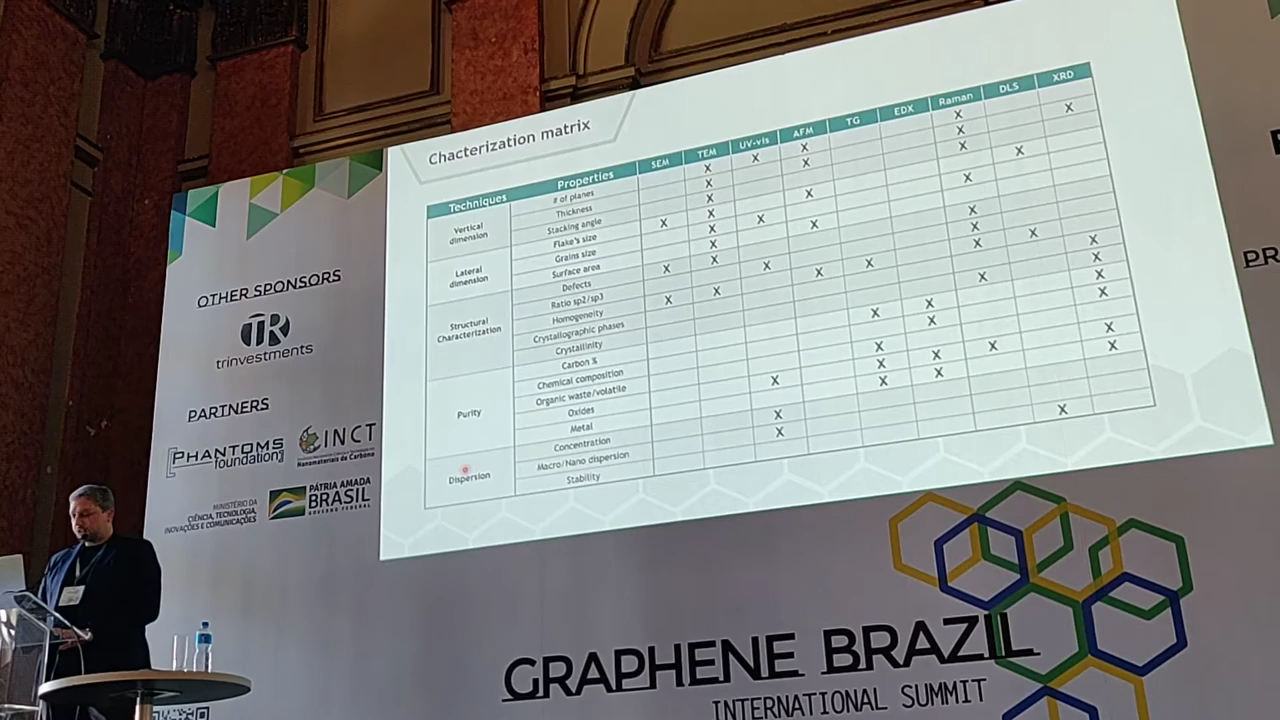 Chacterization matrix
Techniques Properties SEM TEM UV-vis AFM TG EDX Raman DLS XRD
Vertical dimension
# of planes
Thickness
Stacking angle
Lateral dimension
Flake's size
Grains size
Surface area
Structural Characterization
Defects
Ratio sp2/sp3
Homogeneity
Crystallographic phases
Crystallinity
Purity
Carbon %
Chemical composition
Organic waste/volatile
Oxides
Metal
Dispersion
Concentration
Macro/Nano dispersion
Stability
OTHER SPONSORS
TR
trinvestments
PARTNERS
PHANTOMS
foundation
INCT
Nanomateriais de Carbono
MINISTÉRIO DA
CIÊNCIA, TECNOLOGIA,
INOVAÇÕES E COMUNICAÇÕES
PÁTRIA AMADA
BRASIL
GOVERNO FEDERAL
PR
GRAPHENE BRAZIL
INTERNATIONAL SUMMIT